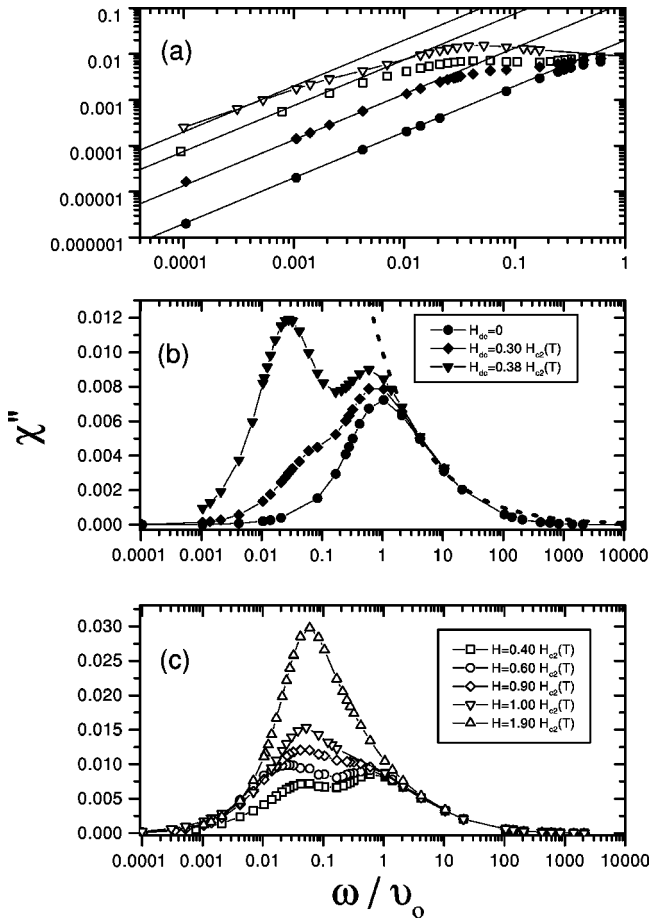 (a)
0.01
0.001
0.0001
0.00001
0.000001
0.0001 0.001 0.01 0.1 1
(b)
0.012
0.010
0.008
0.006
0.004
0.002
0.000
H_dc=0
H_dc=0.30 H_c2(T)
H_dc=0.38 H_c2(T)
0.0001 0.001 0.01 0.1 1 10 100 1000 10000
χ"
(c)
0.030
0.025
0.020
0.015
0.010
0.005
0.000
H=0.40 H_c2(T)
H=0.60 H_c2(T)
H=0.90 H_c2(T)
H=1.00 H_c2(T)
H=1.90 H_c2(T)
0.0001 0.001 0.01 0.1 1 10 100 1000 10000
ω / υ_o